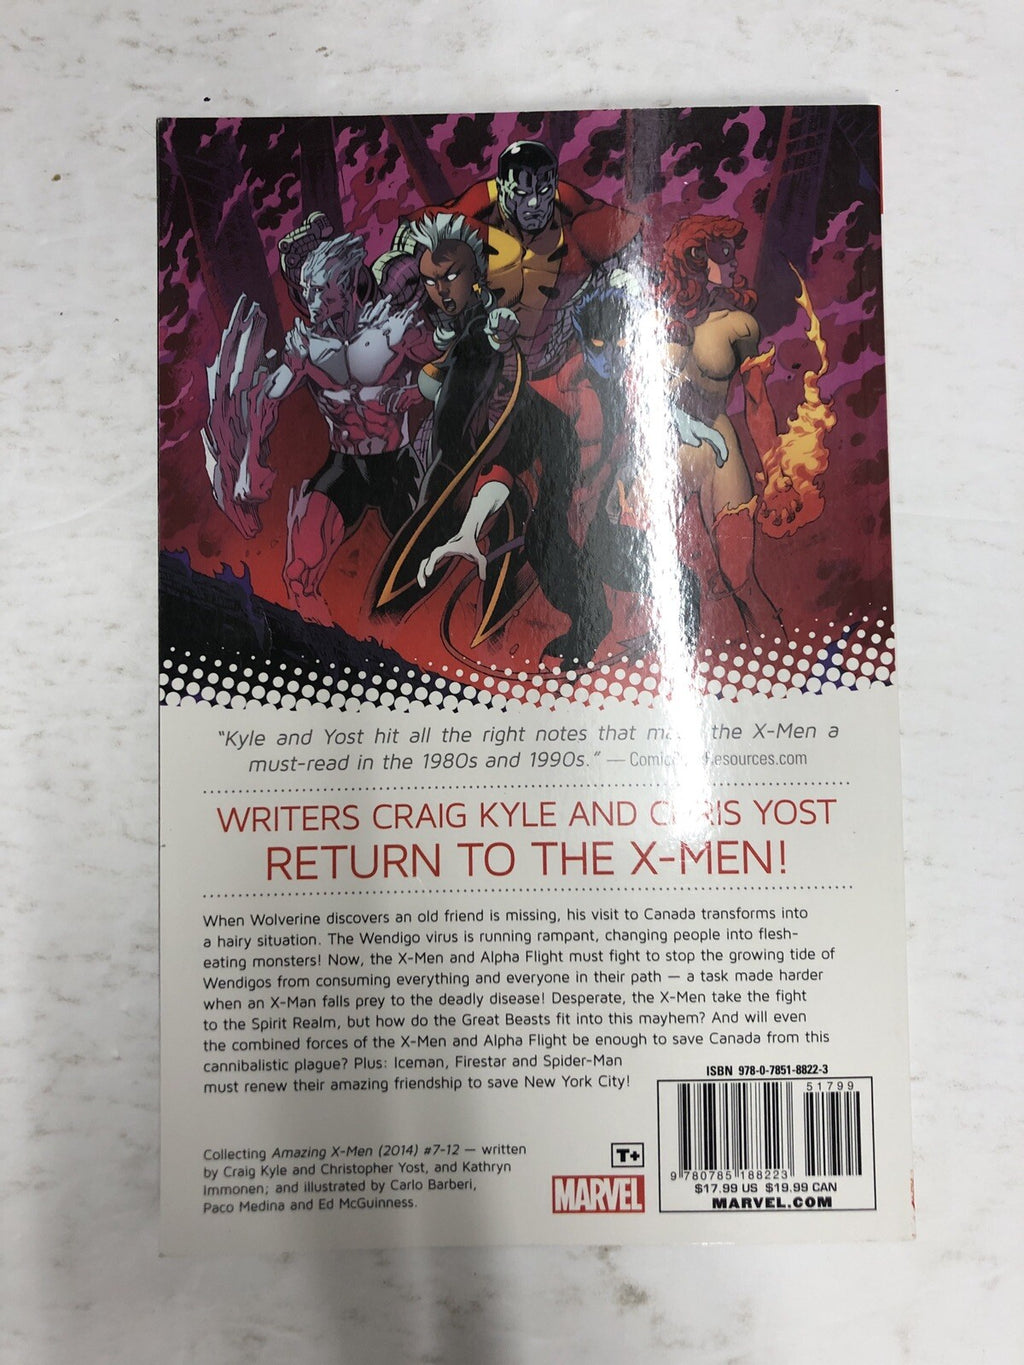 "Kyle and Yost hit all the right notes that the X-Men a
must-read in the 1980s and 1990s." —
WRITERS CRAIG KYLE AND CHRIS YOST
RETURN TO THE X-MEN!
When Wolverine discovers an old friend is missing, his visit to Canada transforms into
a hairy situation. The Wendigo virus is running rampant, changing people into flesh-
eating monsters! Now, the X-Men and Alpha Flight must fight to stop the growing tide of
Wendigos from consuming everything and everyone in their path — a task made harder
when an X-Man falls prey to the deadly disease! Desperate, the X-Men take the fight
to the Spirit Realm, but how do the Great Beasts fit into this mayhem? And will even
the combined forces of the X-Men and Alpha Flight be enough to save Canada from this
cannibalistic plague? Plus: Iceman, Firestar and Spider-Man
must renew their amazing friendship to save New York City!
Collecting Amazing X-Men (2014) #7-12 — written
by Craig Kyle and Christopher Yost, and Kathryn
Immonen; and illustrated by Carlo Barberi,
Paco Medina and Ed McGuinness.
T+
MARVEL
ISBN 978-0-7851-8822-3
51799
9 780785 188223
$17.99 US $19.99 CAN
MARVEL.COM